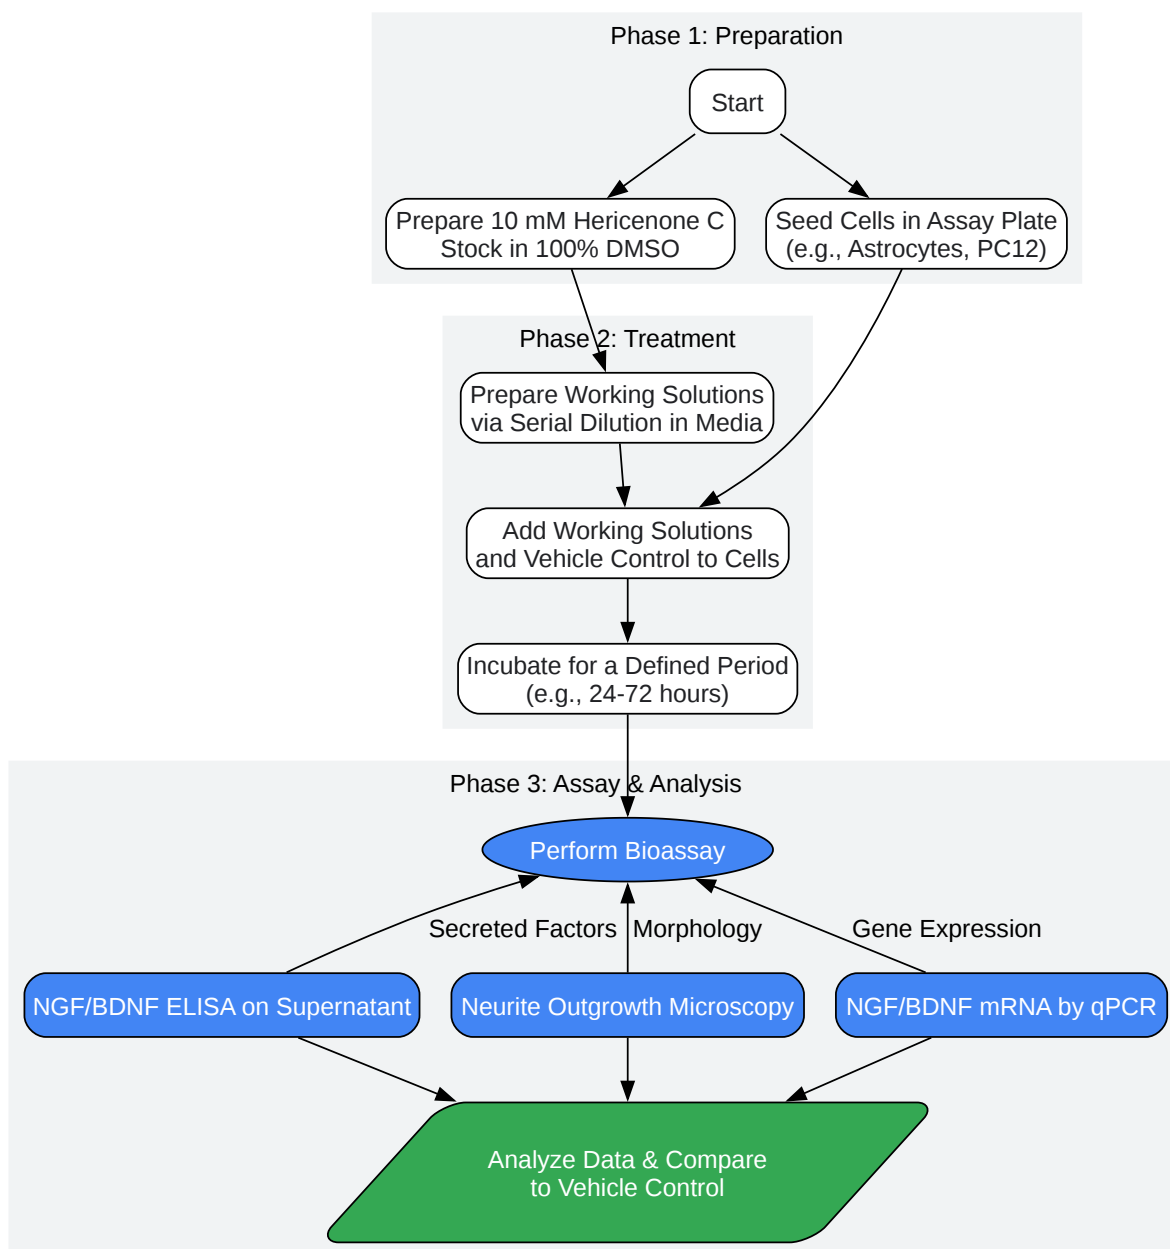 Phase 1: Preparation
Start
Prepare 10 mM Hericenone C
Stock in 100% DMSO
Seed Cells in Assay Plate
(e.g., Astrocytes, PC12)
Phase 2: Treatment
Prepare Working Solutions
via Serial Dilution in Media
Add Working Solutions
and Vehicle Control to Cells
Incubate for a Defined Period
(e.g., 24-72 hours)
Phase 3: Assay & Analysis
Perform Bioassay
Secreted Factors
Morphology
Gene Expression
NGF/BDNF ELISA on Supernatant
Neurite Outgrowth Microscopy
NGF/BDNF mRNA by qPCR
Analyze Data & Compare
to Vehicle Control